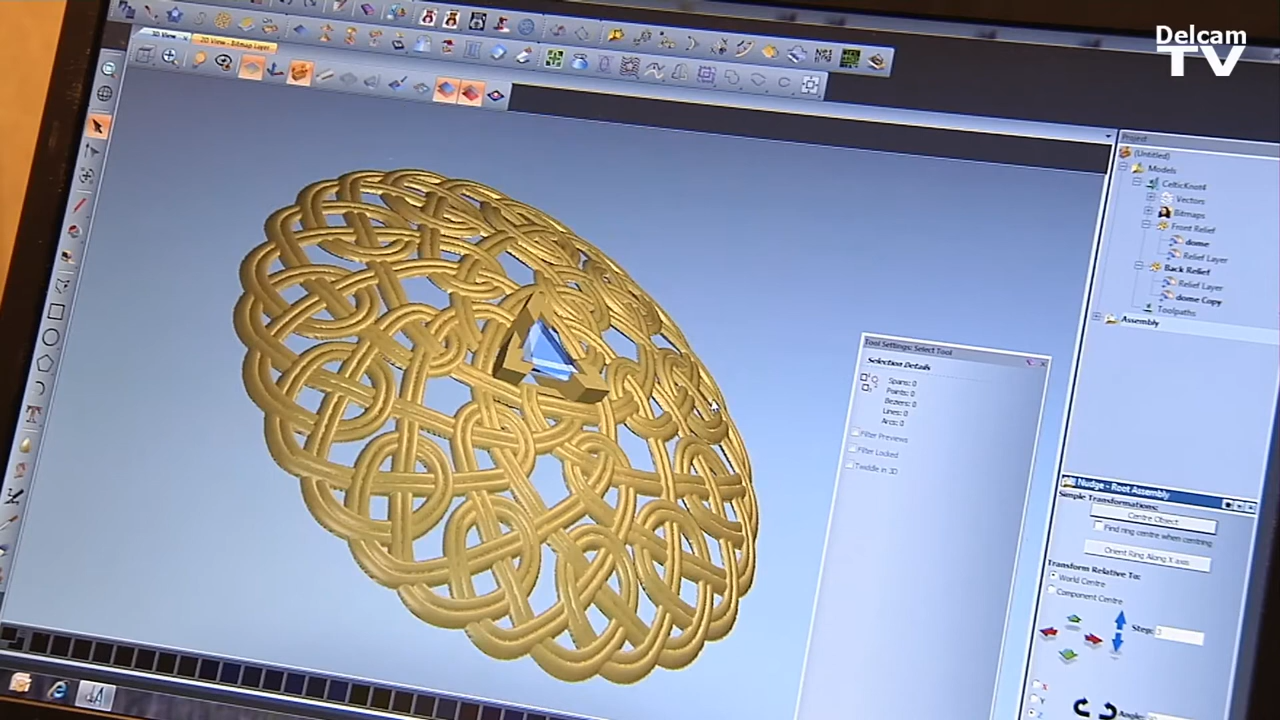 Delcam
TV
3D View
2D View - Bitmap Layer
Project
(Untitled)
Models
CelticKnot4
Vectors
Bitmaps
Front Relief
dome
Relief Layer
Back Relief
Relief Layer
dome Copy
Toolpaths
Assembly
Tool Settings: Select Tool
Selection Details
Spans: 0
Points: 0
Beziers: 0
Lines: 0
Arcs: 0
Filter Previews
Filter Locked
Twiddle in 3D
Nudge - Root Assembly
Simple Transformations:
Centre Object
Find ring centre when centring
Orient Ring Along X axis
Transform Relative To:
World Centre
Component Centre
Step:
X
Y
Z
Angle: